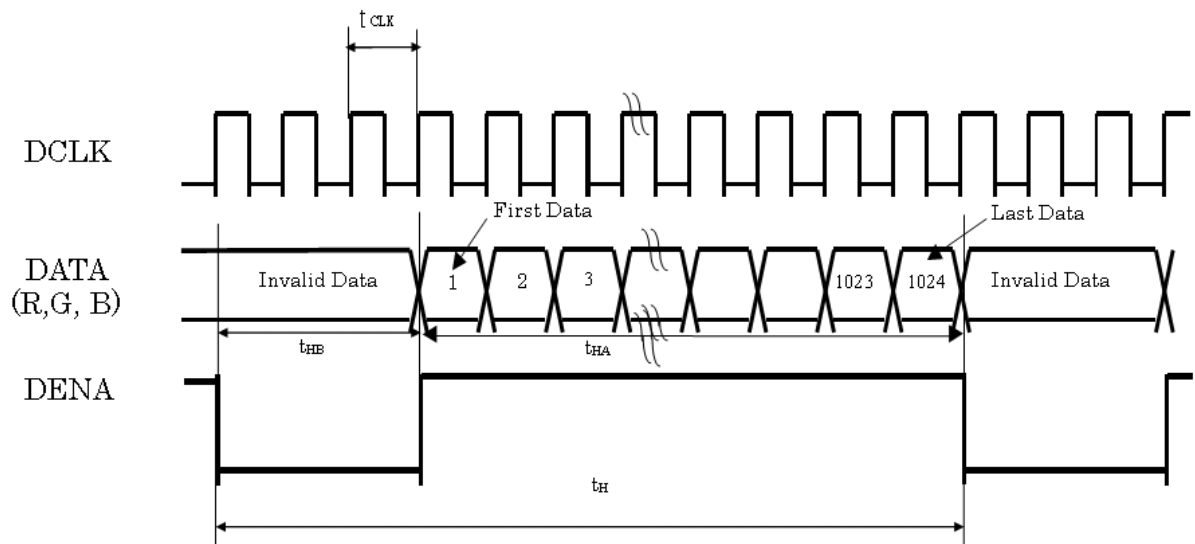 t CLK
DCLK
First Data
Last Data
DATA
(R,G, B)
Invalid Data
1
2
3
1023
1024
Invalid Data
tHB
tHA
DENA
tH